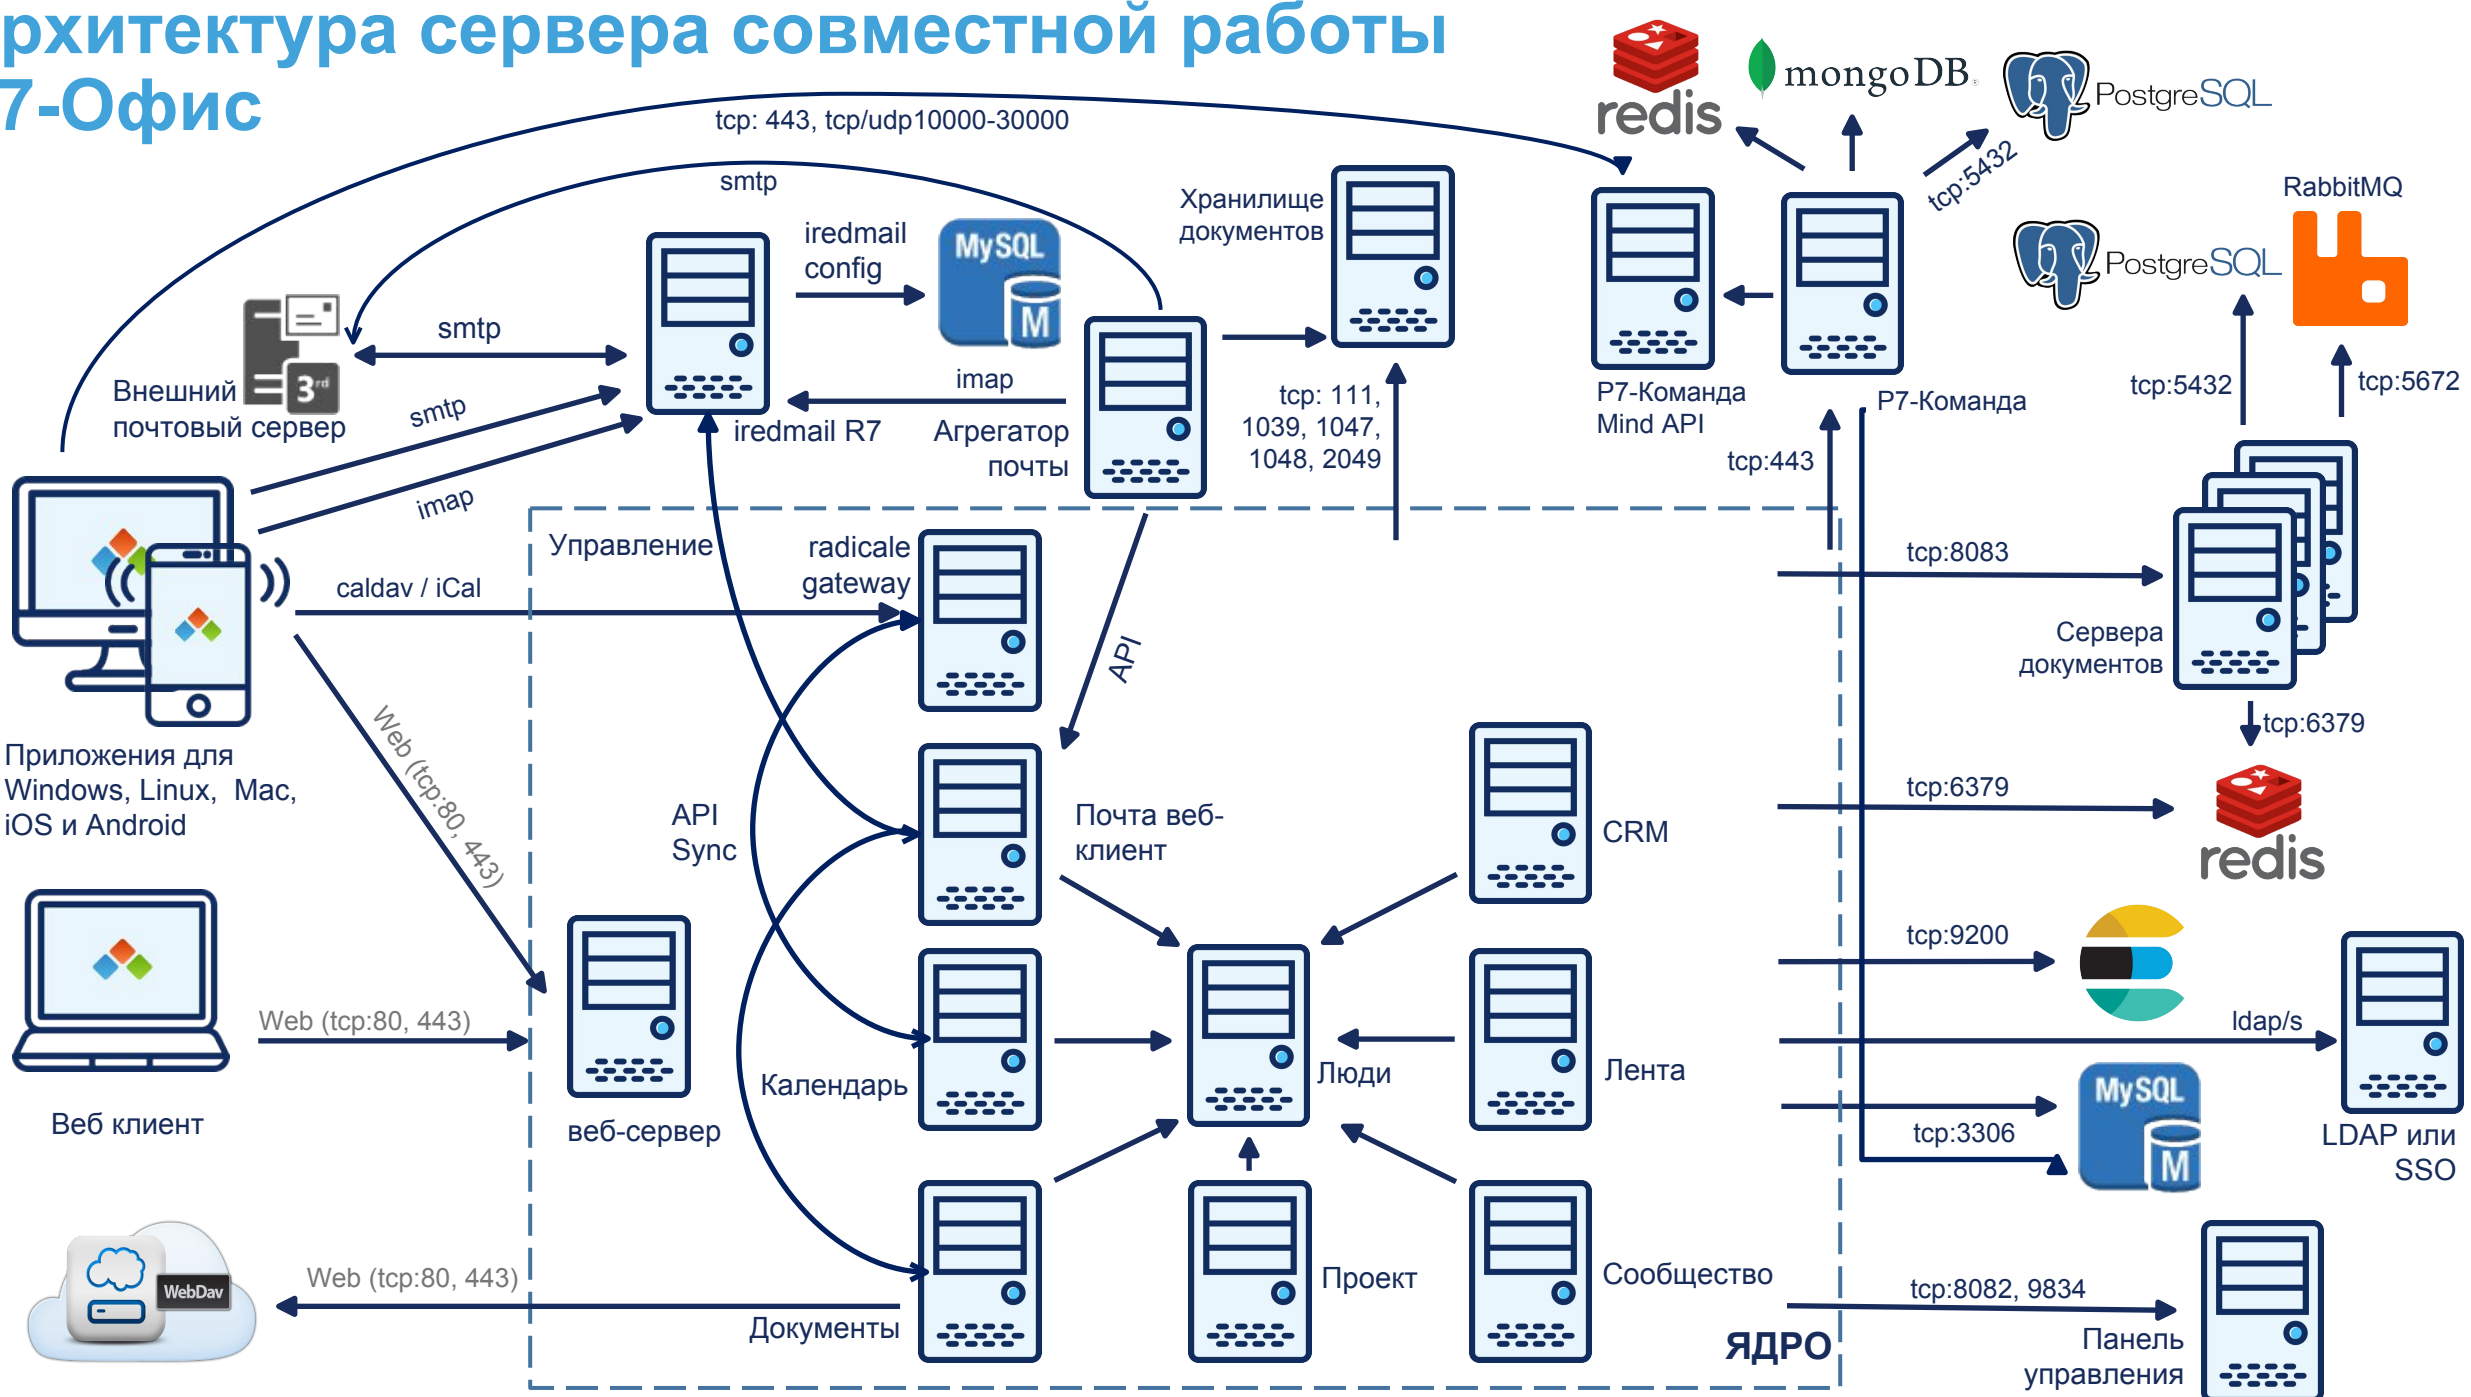 рхитектура сервера совместной работы
7-Офис
tcp: 443, tcp/udp10000-30000
smtp
redis
mongoDB
PostgreSQL
tcp:5432
RabbitMQ
PostgreSQL
Хранилище
документов
iredmail
config
MySQL
M
smtp
3rd
Внешний
почтовый сервер
smtp
imap
iredmail R7
imap
Агрегатор
почты
tcp: 111,
1039, 1047,
1048, 2049
Р7-Команда
Mind API
Р7-Команда
tcp:443
tcp:5432
tcp:5672
Управление
radicale
gateway
caldav / iCal
API
tcp:8083
Сервера
документов
tcp:6379
Приложения для
Windows, Linux, Mac,
iOS и Android
Web (tcp:80, 443)
API
Sync
Почта веб-
клиент
CRM
tcp:6379
redis
tcp:9200
ldap/s
Web (tcp:80, 443)
Веб клиент
веб-сервер
Календарь
Люди
Лента
MySQL
M
tcp:3306
LDAP или
SSO
WebDav
Web (tcp:80, 443)
Документы
Проект
Сообщество
ЯДРО
tcp:8082, 9834
Панель
управления